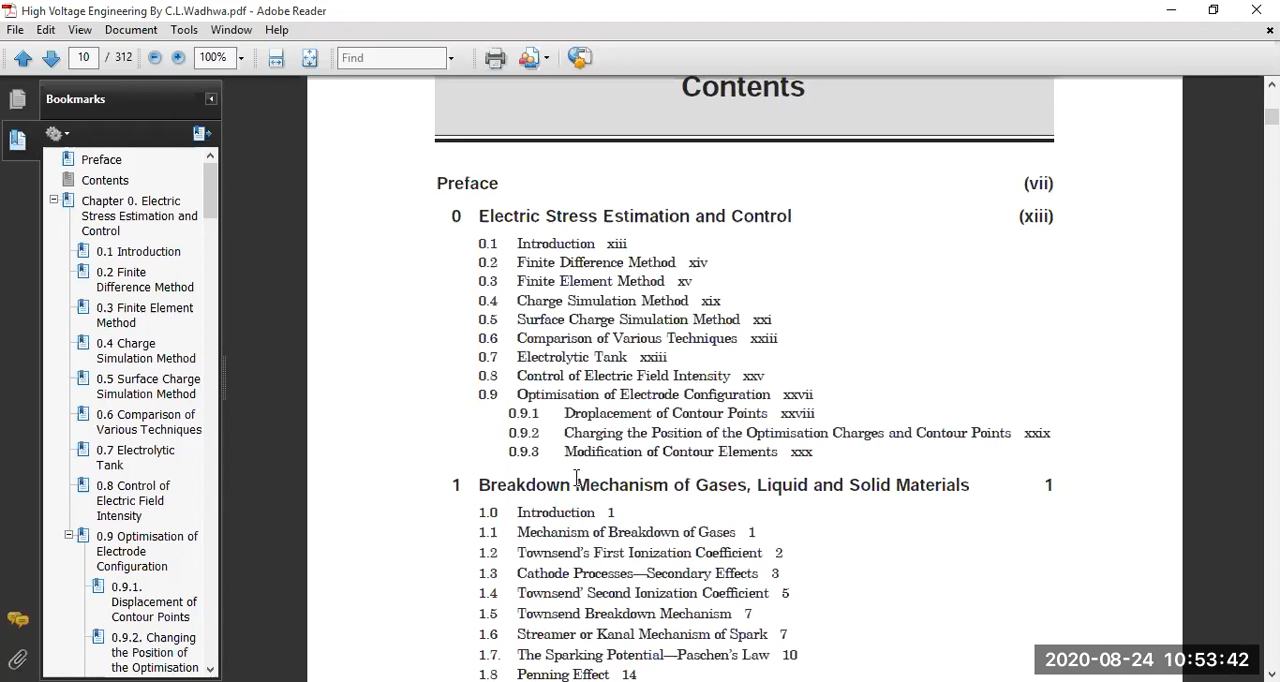 High Voltage Engineering By C.L.Wadhwa.pdf - Adobe Reader
File Edit View Document Tools Window Help
10 / 312 100% Find
Bookmarks
Preface
Contents
Chapter 0. Electric
Stress Estimation and
Control
0.1 Introduction
0.2 Finite
Difference Method
0.3 Finite Element
Method
0.4 Charge
Simulation Method
0.5 Surface Charge
Simulation Method
0.6 Comparison of
Various Techniques
0.7 Electrolytic
Tank
0.8 Control of
Electric Field
Intensity
0.9 Optimisation of
Electrode
Configuration
0.9.1.
Displacement of
Contour Points
0.9.2. Changing
the Position of
the Optimisation
Contents
Preface (vii)
0 Electric Stress Estimation and Control (xiii)
0.1 Introduction xiii
0.2 Finite Difference Method xiv
0.3 Finite Element Method xv
0.4 Charge Simulation Method xix
0.5 Surface Charge Simulation Method xxi
0.6 Comparison of Various Techniques xxiii
0.7 Electrolytic Tank xxiii
0.8 Control of Electric Field Intensity xxv
0.9 Optimisation of Electrode Configuration xxvii
0.9.1 Droplacement of Contour Points xxviii
0.9.2 Charging the Position of the Optimisation Charges and Contour Points xxix
0.9.3 Modification of Contour Elements xxx
1 Breakdown Mechanism of Gases, Liquid and Solid Materials 1
1.0 Introduction 1
1.1 Mechanism of Breakdown of Gases 1
1.2 Townsend's First Ionization Coefficient 2
1.3 Cathode Processes—Secondary Effects 3
1.4 Townsend' Second Ionization Coefficient 5
1.5 Townsend Breakdown Mechanism 7
1.6 Streamer or Kanal Mechanism of Spark 7
1.7. The Sparking Potential—Paschen's Law 10
1.8 Penning Effect 14
2020-08-24 10:53:42